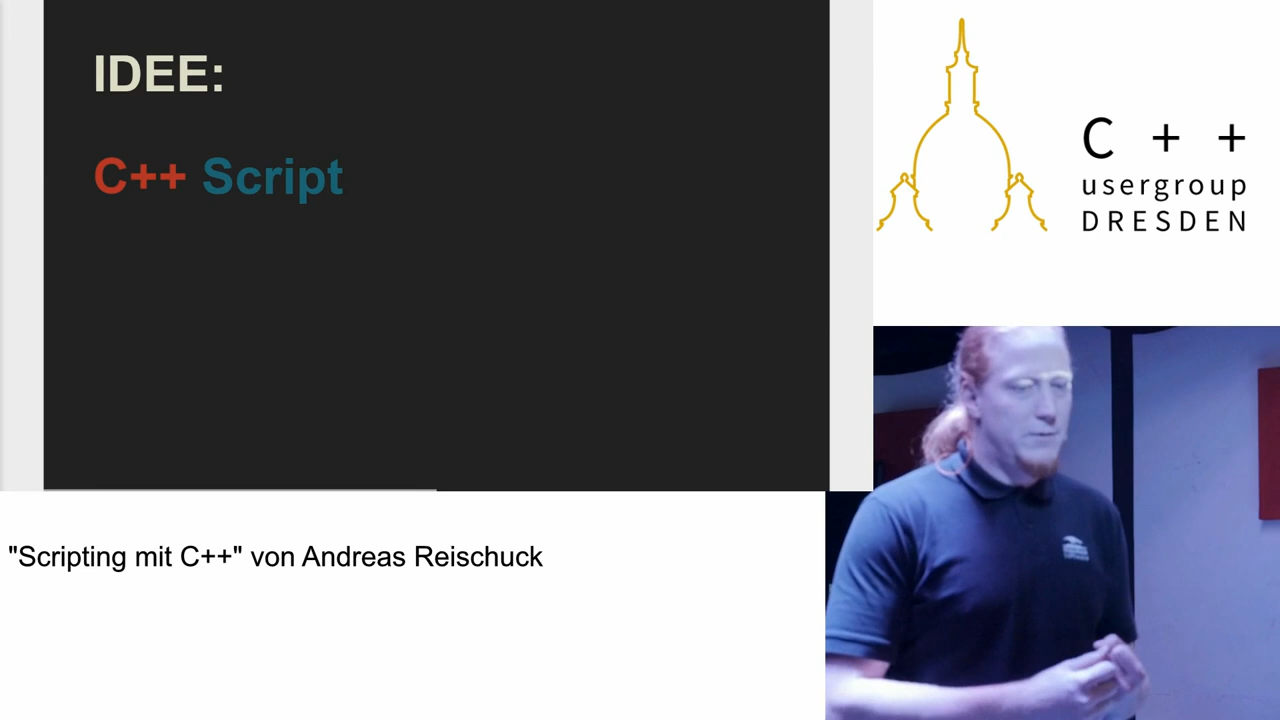 IDEE:
C++ Script
C + +
usergroup
DRESDEN
"Scripting mit C++" von Andreas Reischuck